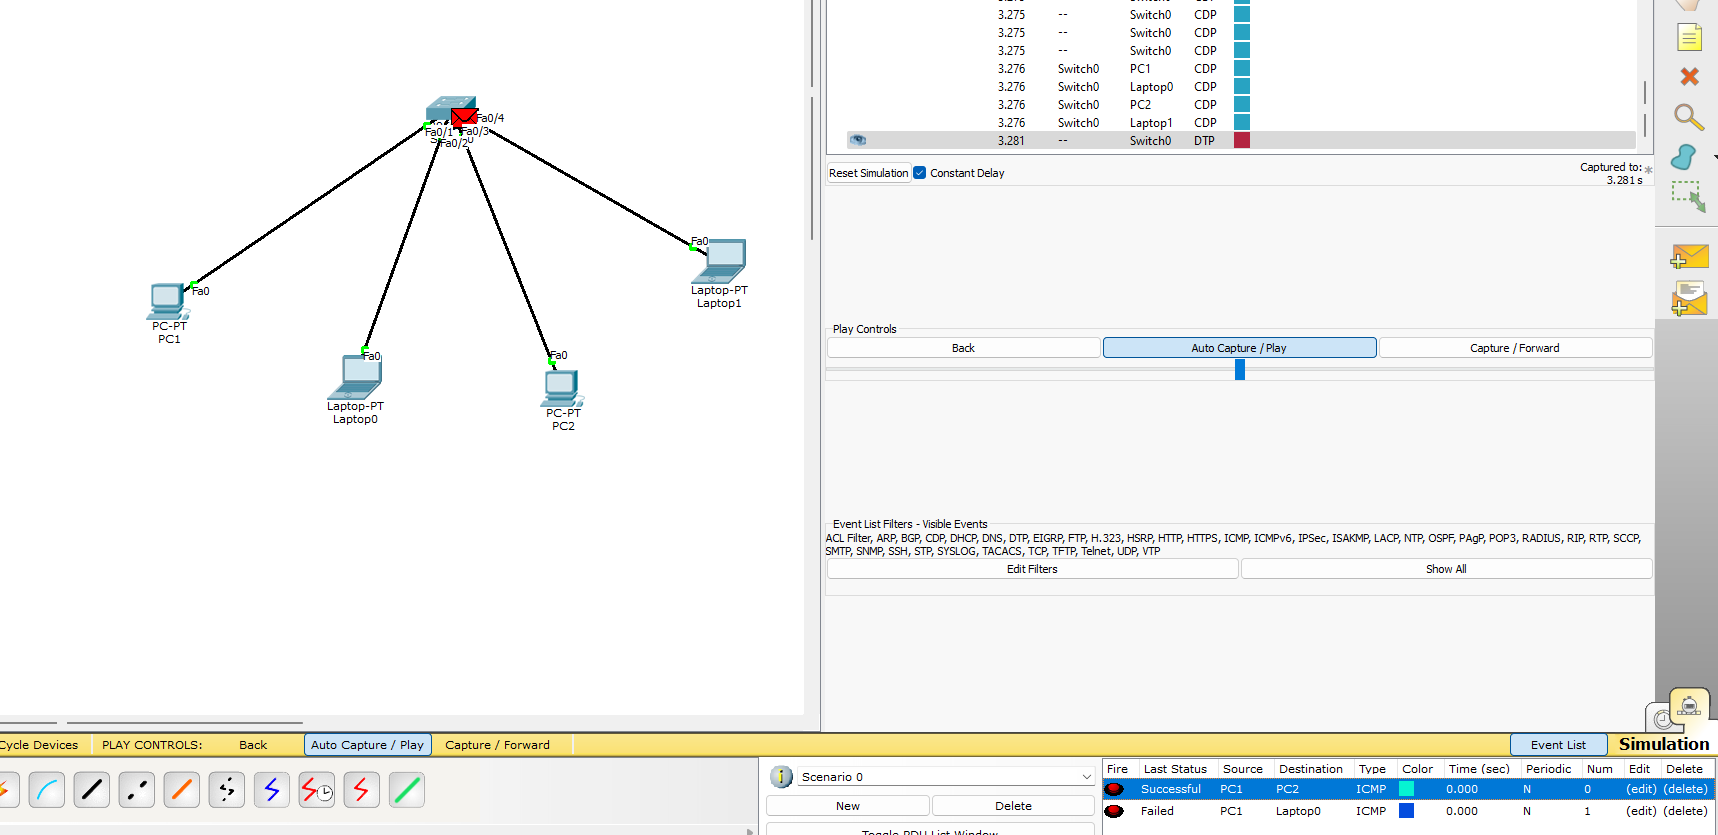 3.275 -- Switch0 CDP
3.275 -- Switch0 CDP
3.275 -- Switch0 CDP
3.276 Switch0 PC1 CDP
3.276 Switch0 Laptop0 CDP
3.276 Switch0 PC2 CDP
3.276 Switch0 Laptop1 CDP
3.281 -- Switch0 DTP
Reset Simulation Constant Delay
Captured to:
3.281 s
Fa0/4
Fa0/1 Fa0/3
Fa0/2
Fa0
Laptop-PT
Laptop1
Fa0
PC-PT
PC1
Fa0
Laptop-PT
Laptop0
Fa0
PC-PT
PC2
Play Controls
Back Auto Capture / Play Capture / Forward
Event List Filters - Visible Events
ACL Filter, ARP, BGP, CDP, DHCP, DNS, DTP, EIGRP, FTP, H.323, HSRP, HTTP, HTTPS, ICMP, ICMPv6, IPSec, ISAKMP, LACP, NTP, OSPF, PAgP, POP3, RADIUS, RIP, RTP, SCCP,
SMTP, SNMP, SSH, STP, SYSLOG, TACACS, TCP, TFTP, Telnet, UDP, VTP
Edit Filters Show All
Cycle Devices PLAY CONTROLS: Back Auto Capture / Play Capture / Forward Event List Simulation
Scenario 0
New Delete
Toggle PDU List Window
Fire Last Status Source Destination Type Color Time (sec) Periodic Num Edit Delete
Successful PC1 PC2 ICMP 0.000 N 0 (edit) (delete)
Failed PC1 Laptop0 ICMP 0.000 N 1 (edit) (delete)